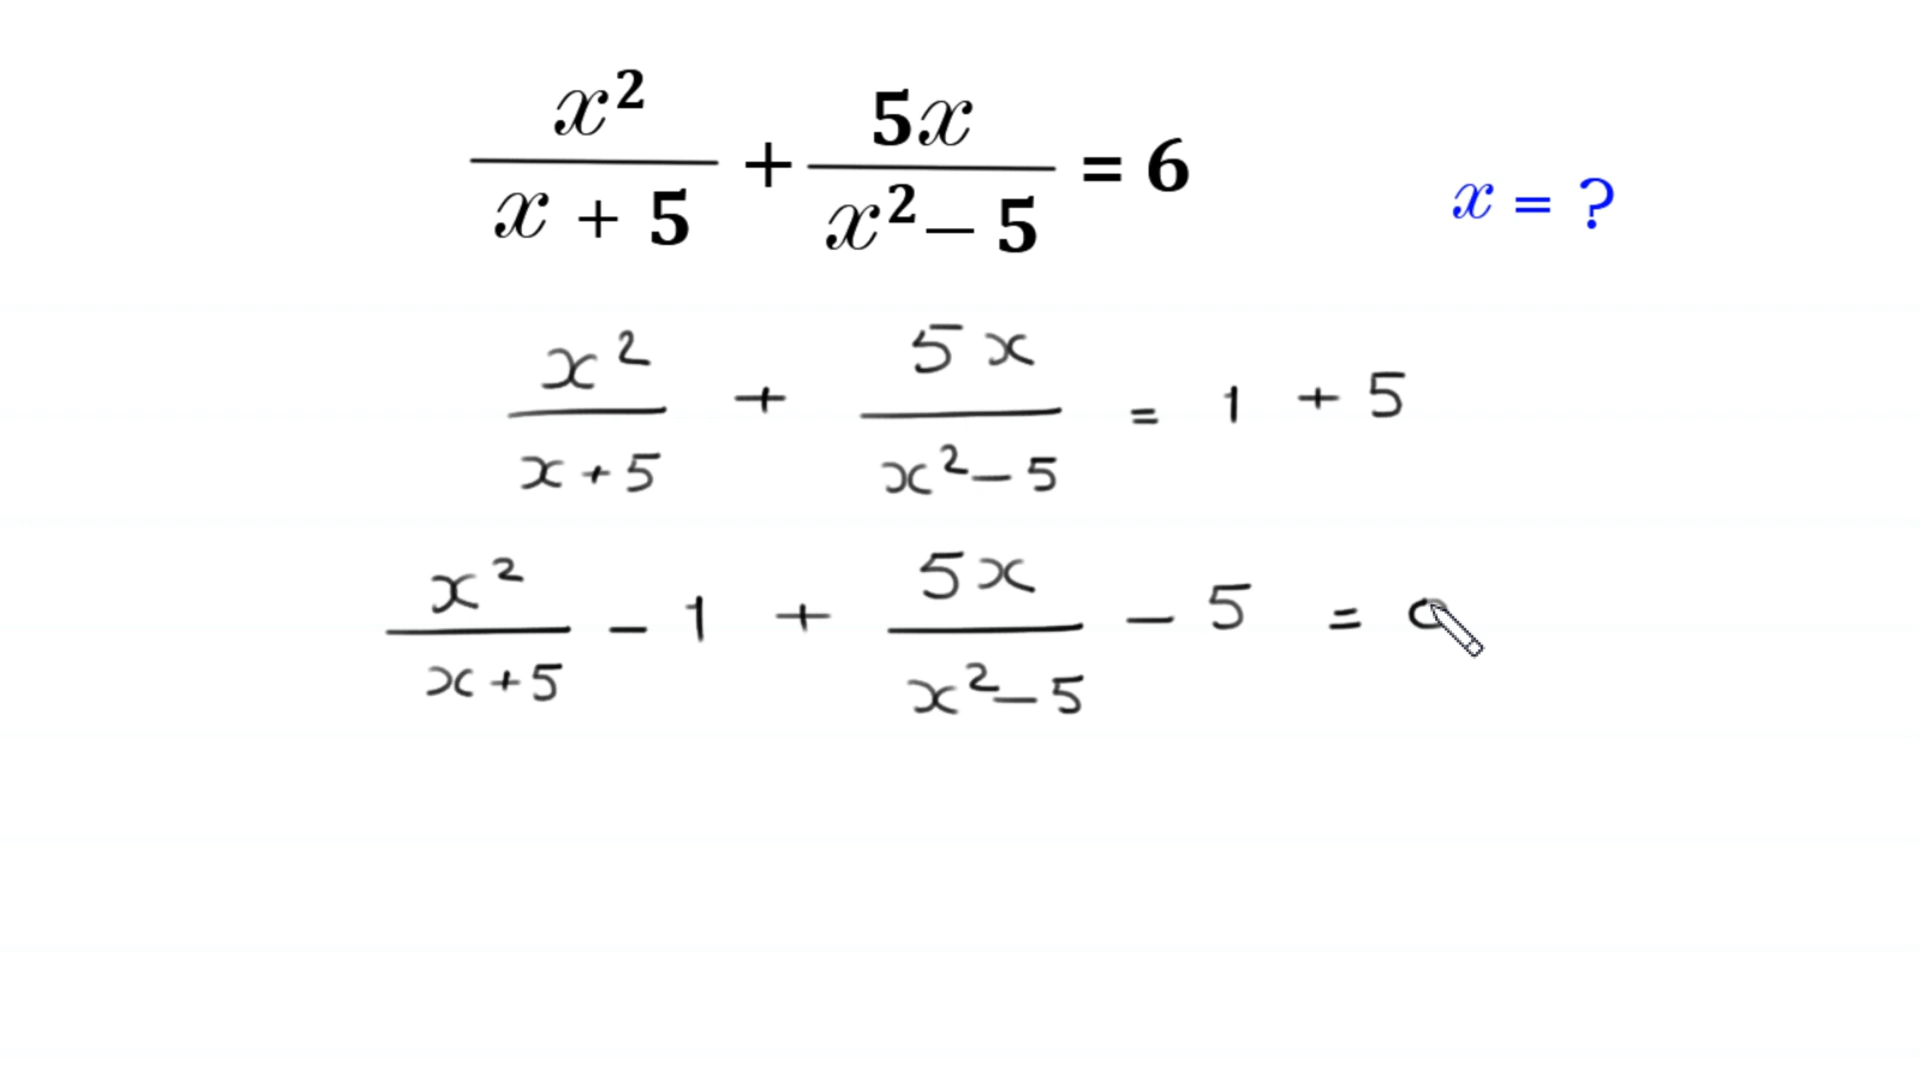 x²/(x + 5) + 5x/(x² − 5) = 6
x = ?
x²/(x + 5) + 5x/(x² − 5) = 1 + 5
x²/(x + 5) − 1 + 5x/(x² − 5) − 5 = 0